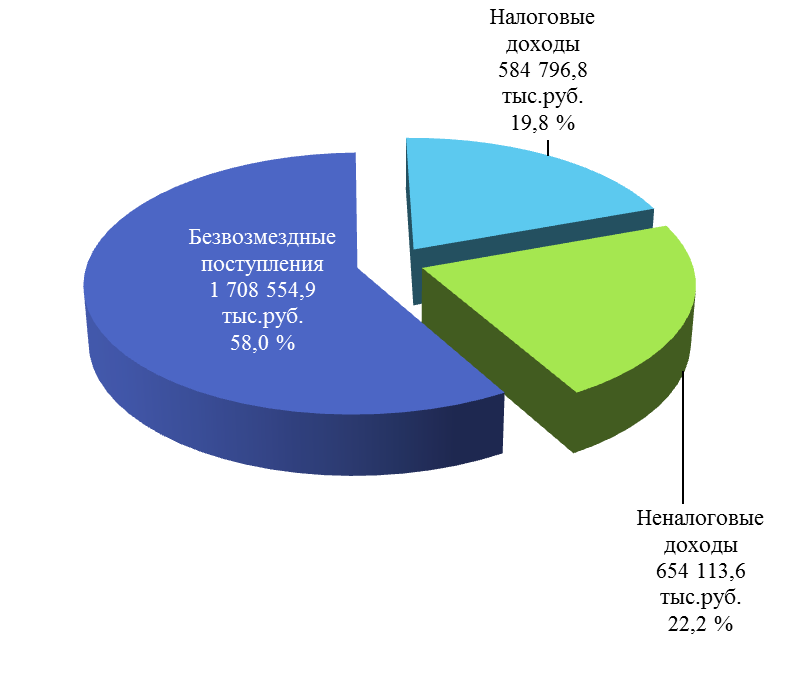 Налоговые
доходы
584 796,8
тыс.руб.
19,8 %
Безвозмездные
поступления
1 708 554,9
тыс.руб.
58,0 %
Неналоговые
доходы
654 113,6
тыс.руб.
22,2 %